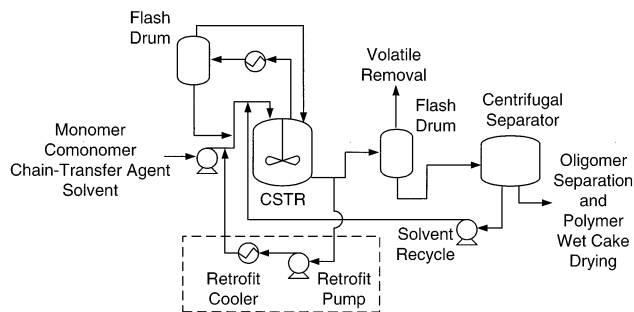 Flash
Drum
Volatile
Removal
Flash
Drum
Centrifugal
Separator
Monomer
Comonomer
Chain-Transfer Agent
Solvent
CSTR
Oligomer
Separation
and
Polymer
Wet Cake
Drying
Solvent
Recycle
Retrofit
Cooler
Retrofit
Pump